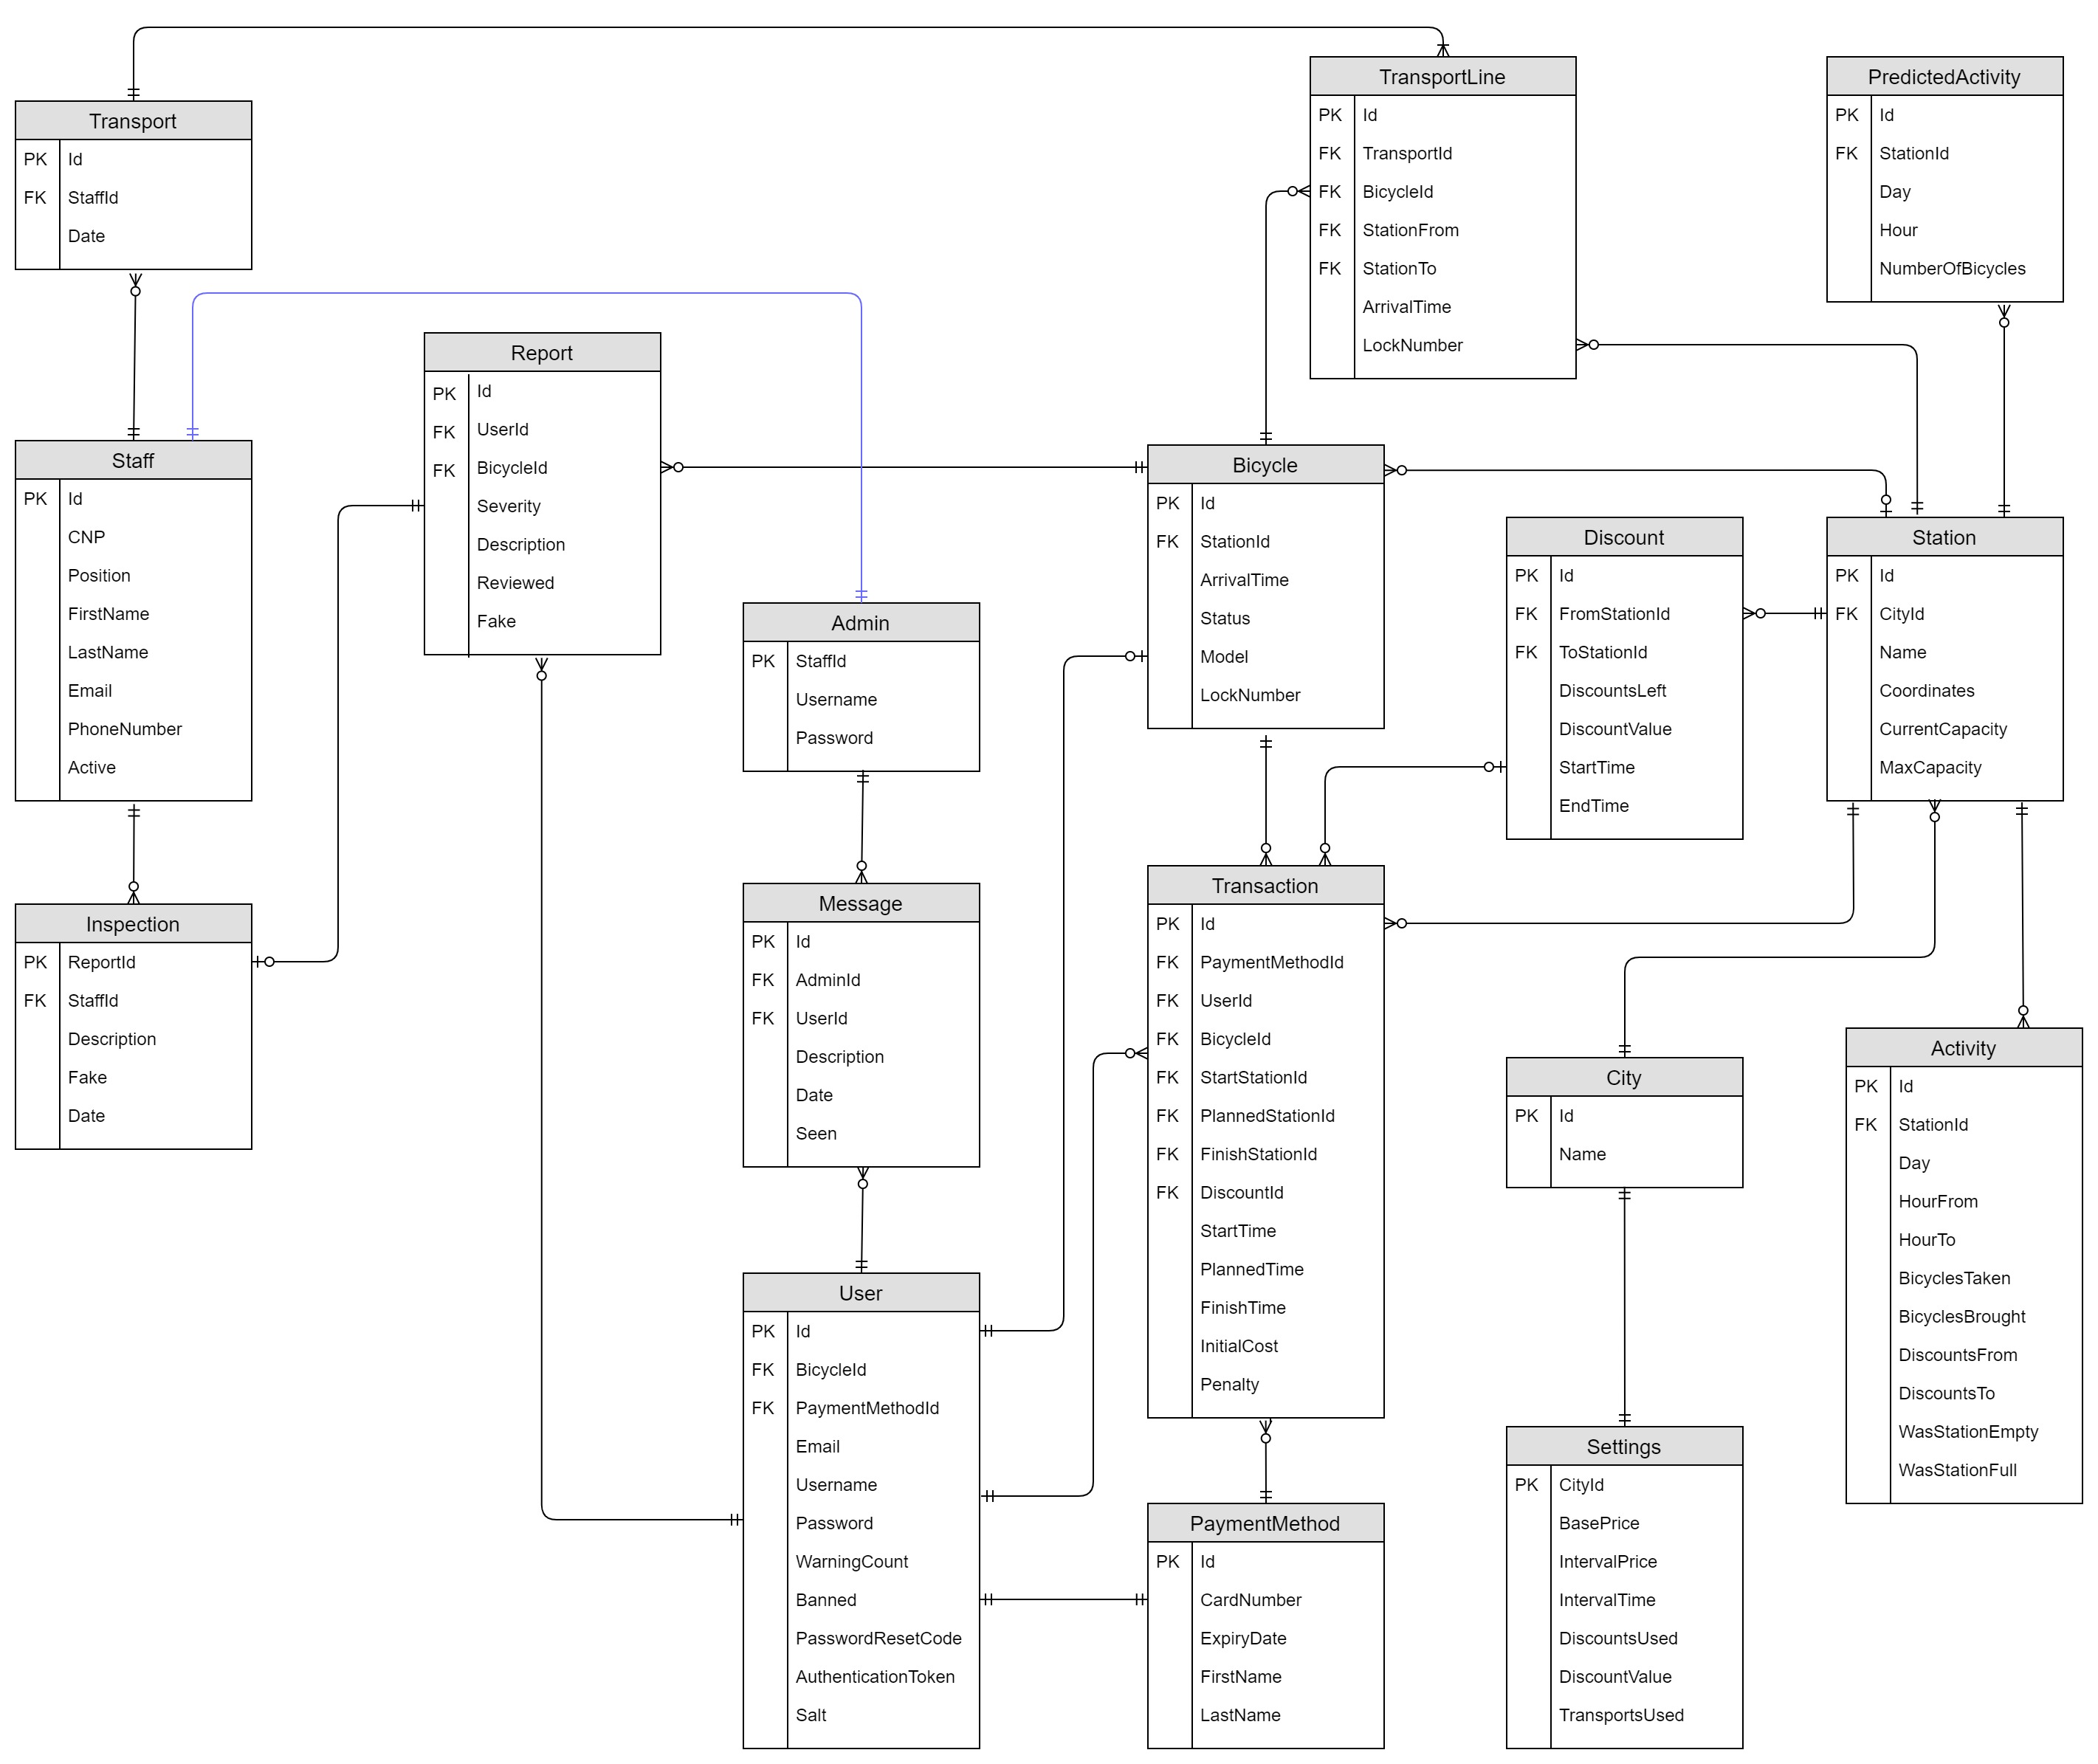 Transport
PK Id
FK StaffId
Date
TransportLine
PK Id
FK TransportId
FK BicycleId
FK StationFrom
FK StationTo
ArrivalTime
LockNumber
PredictedActivity
PK Id
FK StationId
Day
Hour
NumberOfBicycles
Staff
PK Id
CNP
Position
FirstName
LastName
Email
PhoneNumber
Active
Report
PK Id
FK UserId
FK BicycleId
Severity
Description
Reviewed
Fake
Admin
PK StaffId
Username
Password
Bicycle
PK Id
FK StationId
ArrivalTime
Status
Model
LockNumber
Discount
PK Id
FK FromStationId
FK ToStationId
DiscountsLeft
DiscountValue
StartTime
EndTime
Station
PK Id
FK CityId
Name
Coordinates
CurrentCapacity
MaxCapacity
Inspection
PK ReportId
FK StaffId
Description
Fake
Date
Message
PK Id
FK AdminId
FK UserId
Description
Date
Seen
Transaction
PK Id
FK PaymentMethodId
FK UserId
FK BicycleId
FK StartStationId
FK PlannedStationId
FK FinishStationId
FK DiscountId
StartTime
PlannedTime
FinishTime
InitialCost
Penalty
City
PK Id
Name
Activity
PK Id
FK StationId
Day
HourFrom
HourTo
BicyclesTaken
BicyclesBrought
DiscountsFrom
DiscountsTo
WasStationEmpty
WasStationFull
User
PK Id
FK BicycleId
FK PaymentMethodId
Email
Username
Password
WarningCount
Banned
PasswordResetCode
AuthenticationToken
Salt
PaymentMethod
PK Id
CardNumber
ExpiryDate
FirstName
LastName
Settings
PK CityId
BasePrice
IntervalPrice
IntervalTime
DiscountsUsed
DiscountValue
TransportsUsed